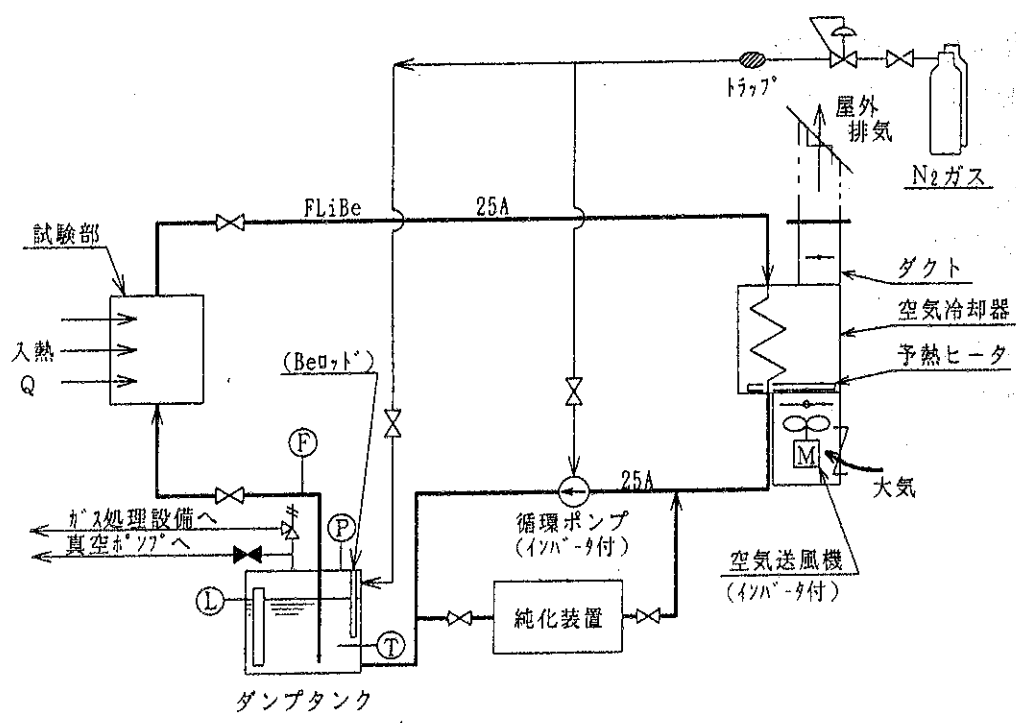 トラップ
屋外
排気
N2ガス
FLiBe
25A
試験部
ダクト
空気冷却器
入熱
Q
(Beロッド)
予熱ヒータ
F
M
大気
25A
ガス処理設備へ
真空ポンプへ
P
循環ポンプ
(インバータ付)
空気送風機
(インバータ付)
L
T
純化装置
ダンプタンク